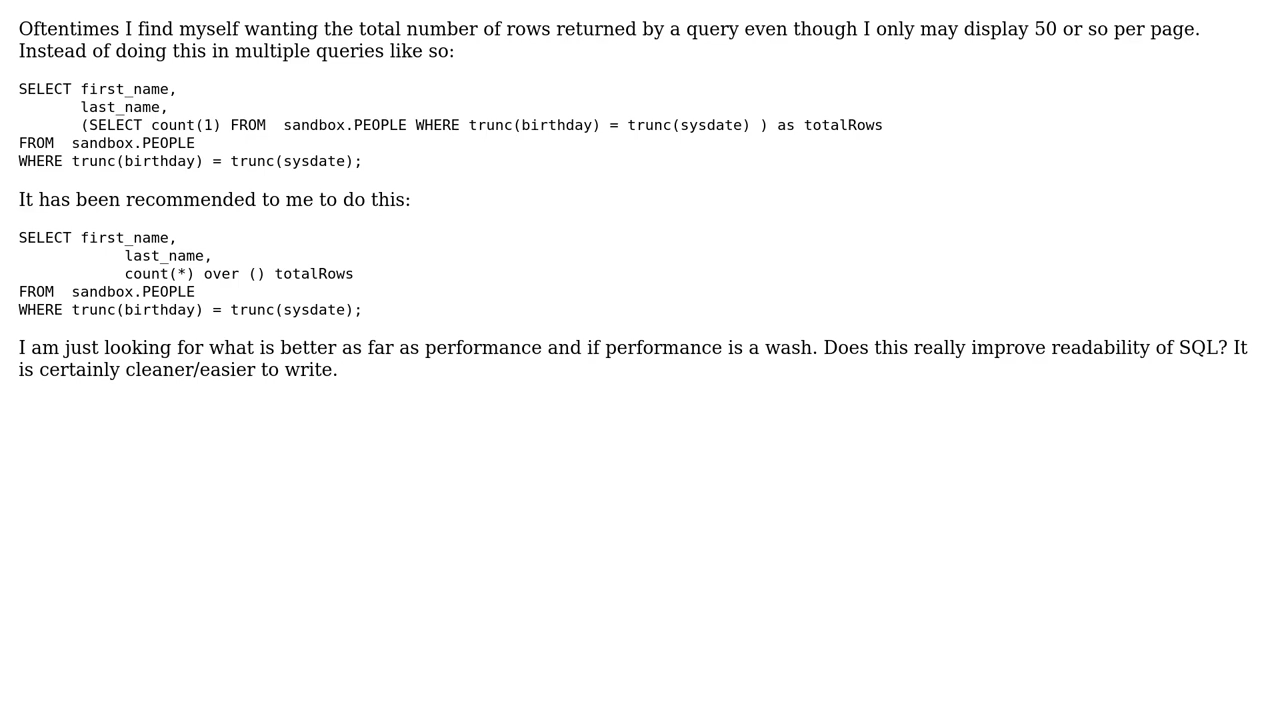 Oftentimes I find myself wanting the total number of rows returned by a query even though I only may display 50 or so per page.
Instead of doing this in multiple queries like so:
SELECT first_name,
       last_name,
       (SELECT count(1) FROM  sandbox.PEOPLE WHERE trunc(birthday) = trunc(sysdate) ) as totalRows
FROM  sandbox.PEOPLE
WHERE trunc(birthday) = trunc(sysdate);
It has been recommended to me to do this:
SELECT first_name,
            last_name,
            count(*) over () totalRows
FROM  sandbox.PEOPLE
WHERE trunc(birthday) = trunc(sysdate);
I am just looking for what is better as far as performance and if performance is a wash. Does this really improve readability of SQL? It
is certainly cleaner/easier to write.